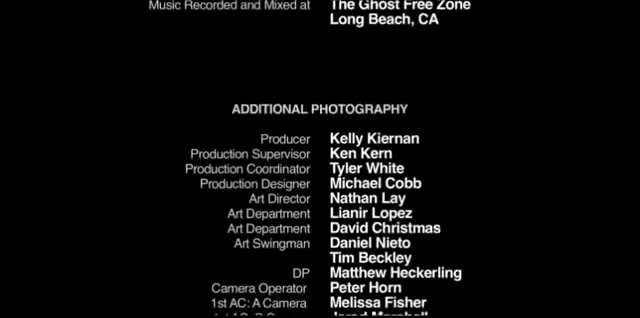 Music Recorded and Mixed at The Ghost Free Zone
Long Beach, CA
ADDITIONAL PHOTOGRAPHY
Producer Kelly Kiernan
Production Supervisor Ken Kern
Production Coordinator Tyler White
Production Designer Michael Cobb
Art Director Nathan Lay
Art Department Lianir Lopez
Art Department David Christmas
Art Swingman Daniel Nieto
Tim Beckley
DP Matthew Heckerling
Camera Operator Peter Horn
1st AC: A Camera Melissa Fisher